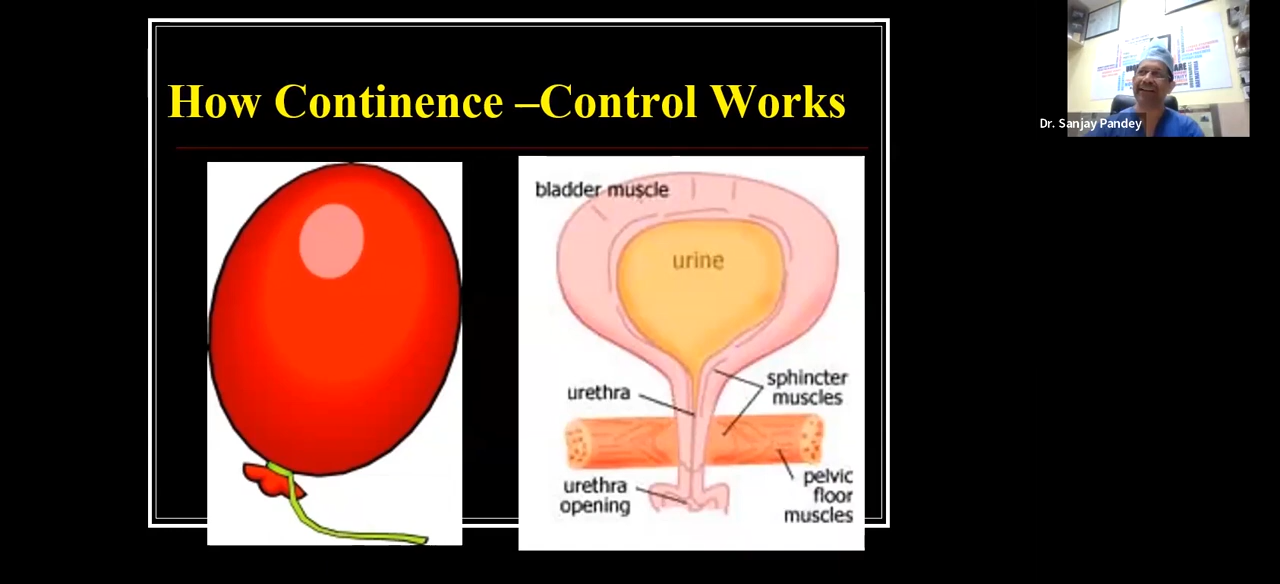 How Continence –Control Works
bladder muscle
urine
urethra
sphincter
muscles
urethra
opening
pelvic
floor
muscles
Dr. Sanjay Pandey